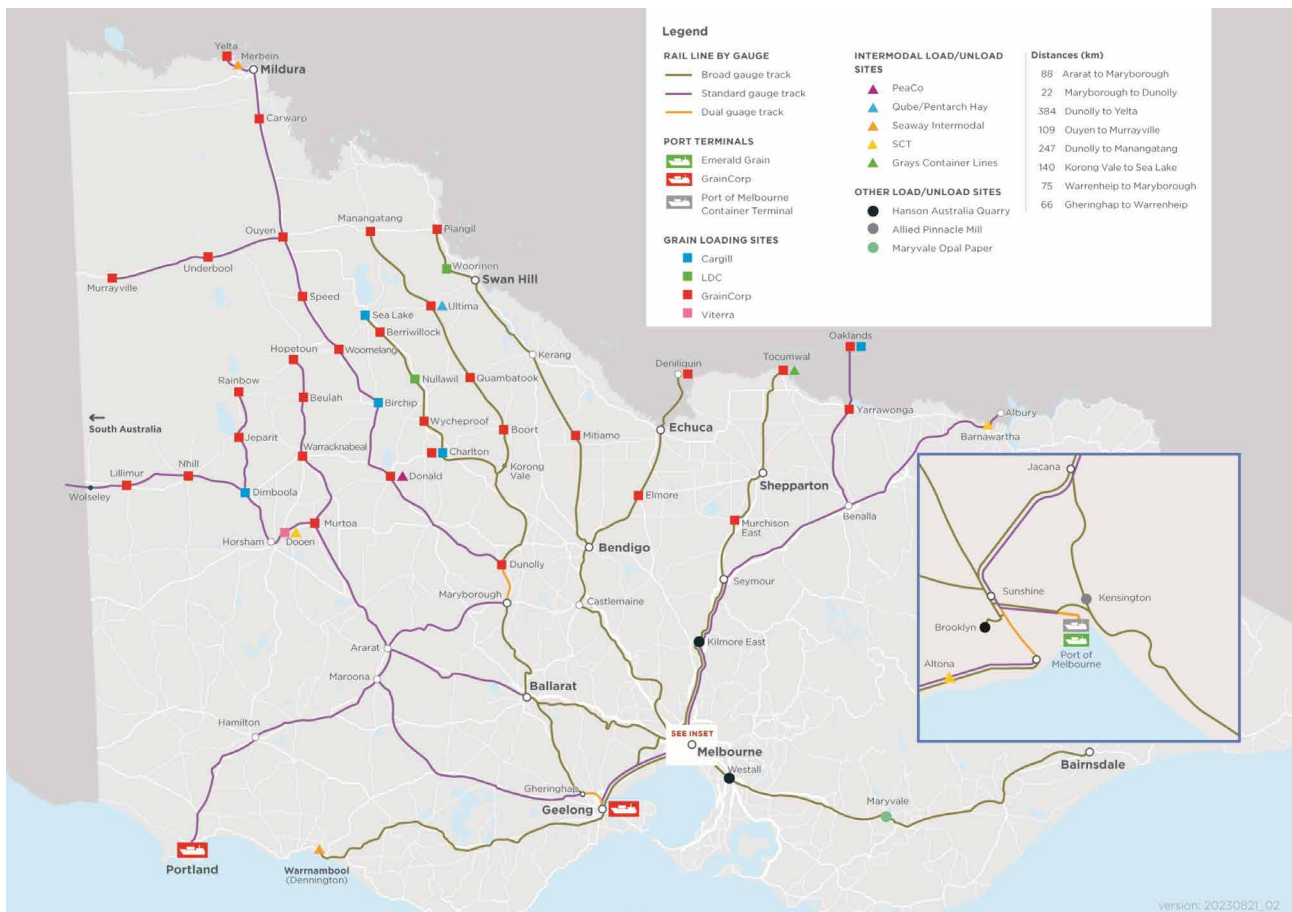 Legend
RAIL LINE BY GAUGE
Broad gauge track
Standard gauge track
Dual guage track
PORT TERMINALS
Emerald Grain
GrainCorp
Port of Melbourne
Container Terminal
GRAIN LOADING SITES
Cargill
LDC
GrainCorp
Viterra
INTERMODAL LOAD/UNLOAD
SITES
PeaCo
Qube/Pentarch Hay
Seaway Intermodal
SCT
Grays Container Lines
OTHER LOAD/UNLOAD SITES
Hanson Australia Quarry
Allied Pinnacle Mill
Maryvale Opal Paper
Distances (km)
88 Ararat to Maryborough
22 Maryborough to Dunolly
384 Dunolly to Yelta
109 Ouyen to Murrayville
247 Dunolly to Manangatang
140 Korong Vale to Sea Lake
75 Warrenheip to Maryborough
66 Gheringhap to Warrenheip
Yelta
Merbein
Mildura
Carwarp
Manangatang
Piangil
Ouyen
Underbool
Woorinen
Swan Hill
Murrayville
Speed
Ultima
Sea Lake
Berriwillock
Hopetoun
Woomelang
Kerang
Oaklands
Tocumwal
Deniliquin
Rainbow
Nullawil
Quambatook
Beulah
Birchip
Yarrawonga
Albury
South Australia
Wycheproof
Boort
Mitiamo
Echuca
Barnawartha
Jeparit
Warracknabeal
Charlton
Korong
Vale
Lillimur
Nhill
Donald
Shepparton
Wolseley
Dimboola
Elmore
Murchison
East
Benalla
Murtoa
Horsham
Dooen
Bendigo
Dunolly
Seymour
Maryborough
Castlemaine
Kilmore East
Ararat
Maroona
Ballarat
Hamilton
SEE INSET
Melbourne
Westall
Bairnsdale
Gheringhap
Geelong
Maryvale
Portland
Warrnambool
(Dennington)
Jacana
Sunshine
Kensington
Brooklyn
Port of
Melbourne
Altona
version: 20230821_02